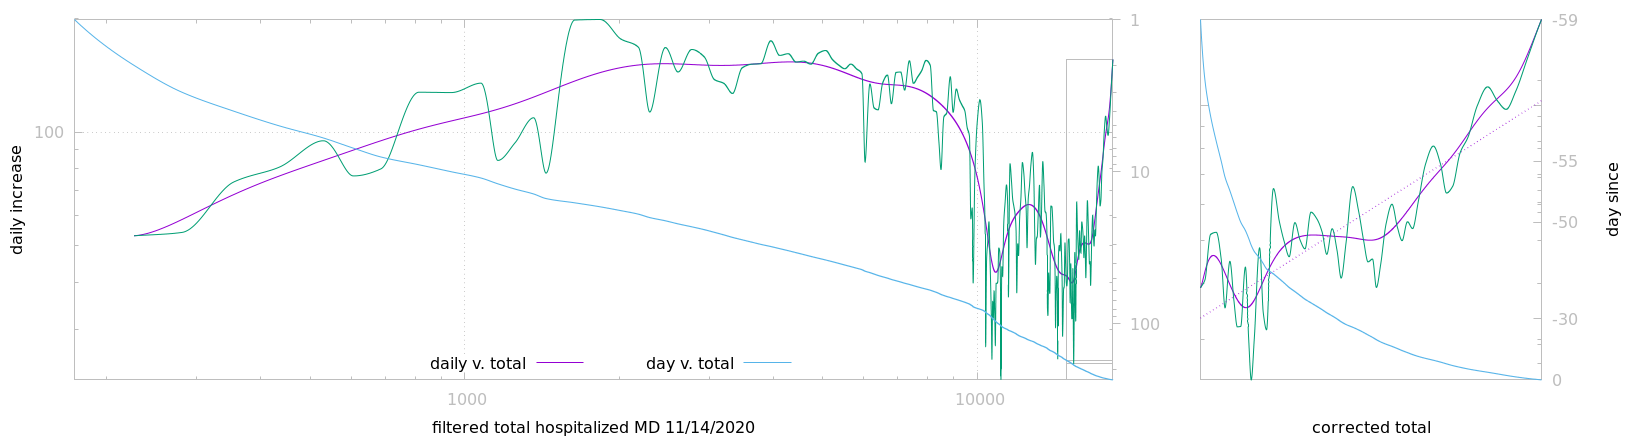 1
-59
100
10
-55
-50
daily increase
day since
100
-30
daily v. total
day v. total
0
1000
10000
filtered total hospitalized MD 11/14/2020
corrected total